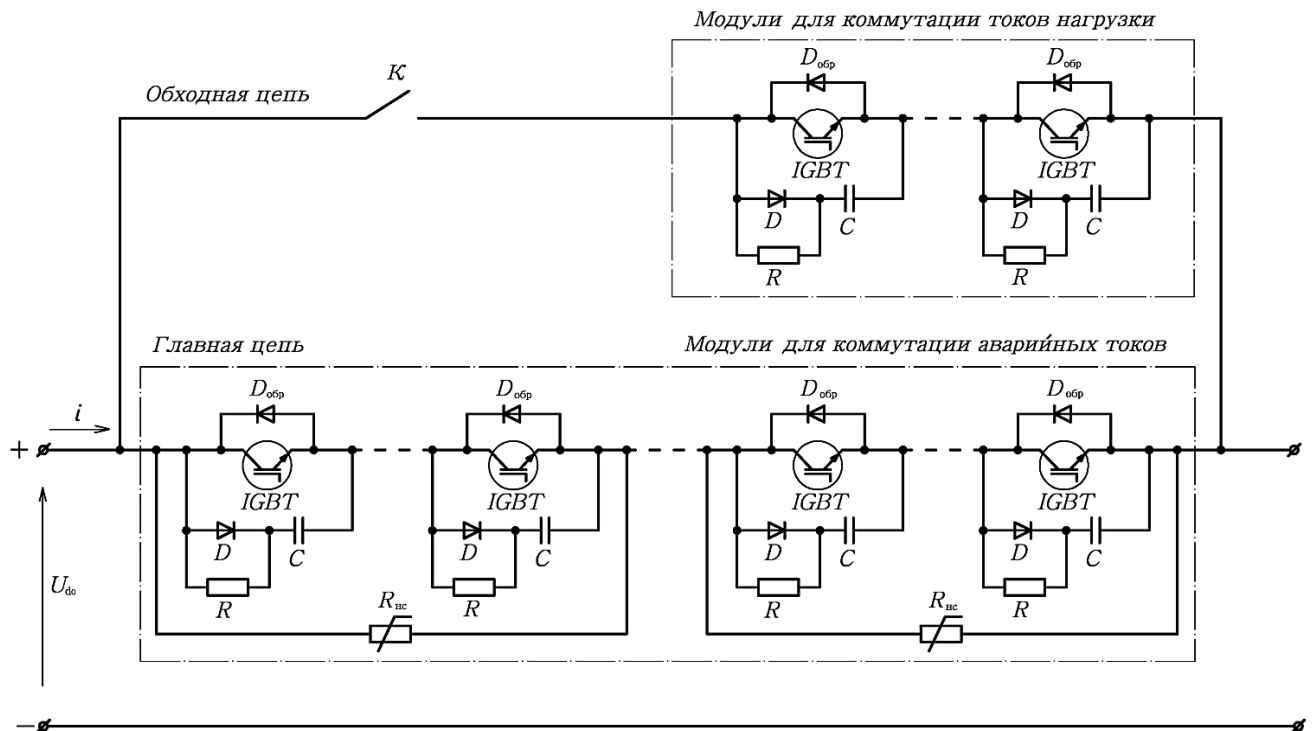 Модули для коммутации токов нагрузки
Dобр
Dобр
К
Обходная цепь
IGBT
IGBT
D
C
D
C
R
R
Главная цепь
Модули для коммутации аварийных токов
Dобр
Dобр
Dобр
Dобр
i
+
IGBT
IGBT
IGBT
IGBT
D
C
D
C
D
C
D
C
Ud0
R
R
R
R
Rнс
Rнс
−